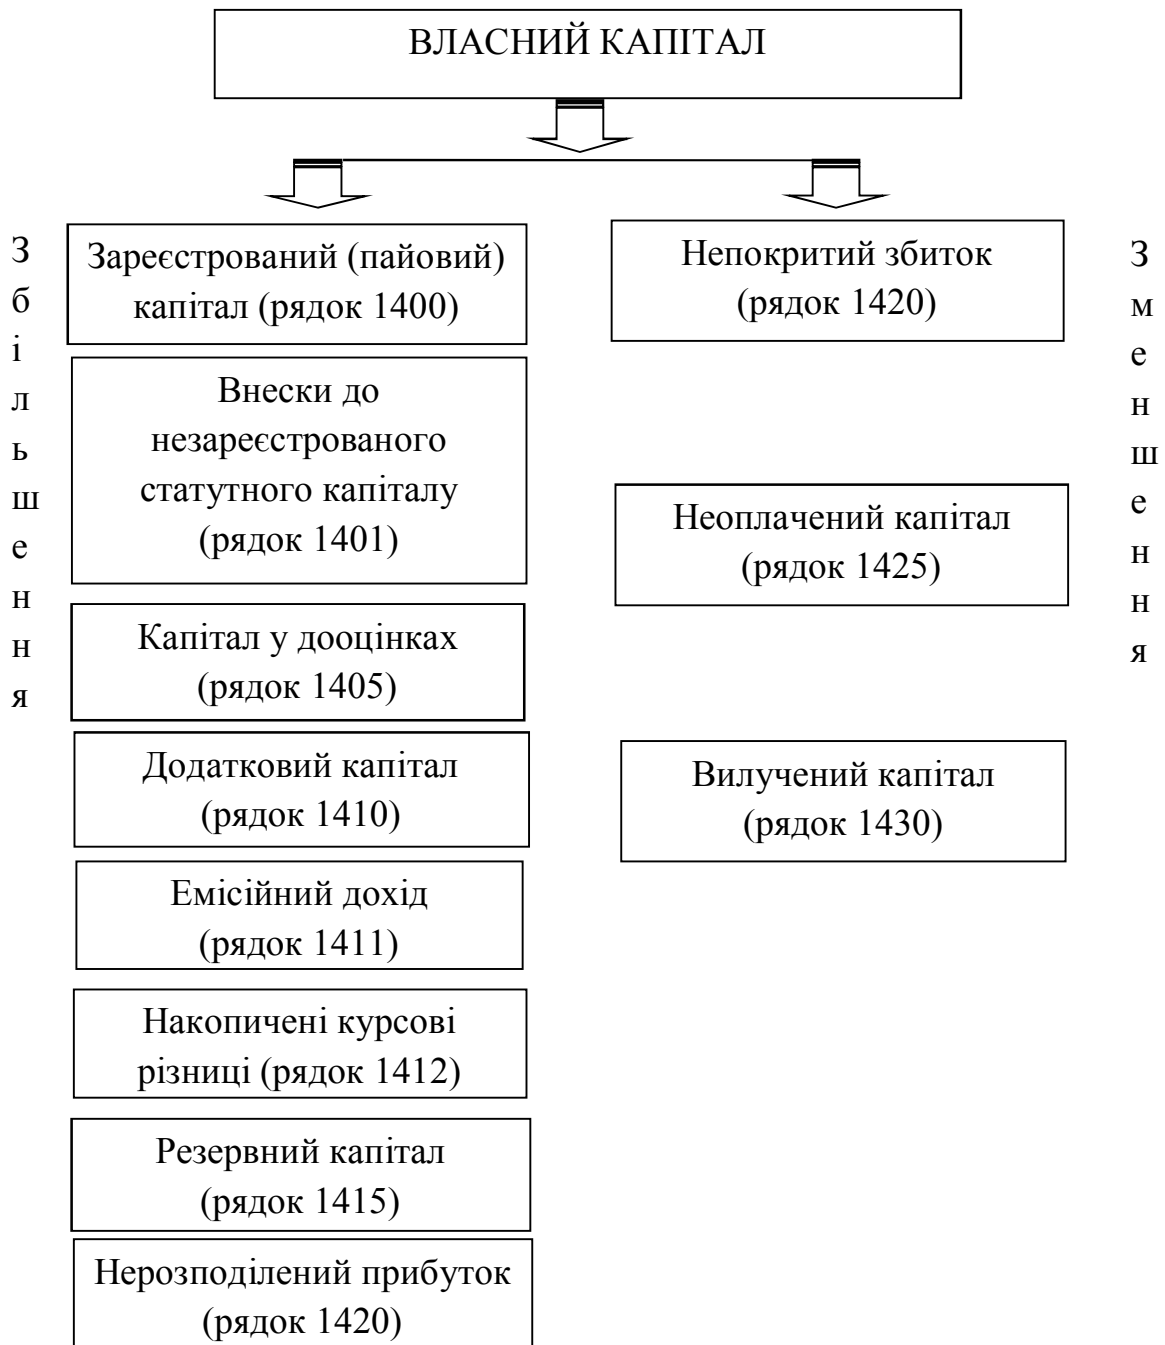 ВЛАСНИЙ КАПІТАЛ
Збільшення
Зареєстрований (пайовий)
капітал (рядок 1400)
Внески до
незареєстрованого
статутного капіталу
(рядок 1401)
Капітал у дооцінках
(рядок 1405)
Додатковий капітал
(рядок 1410)
Емісійний дохід
(рядок 1411)
Накопичені курсові
різниці (рядок 1412)
Резервний капітал
(рядок 1415)
Нерозподілений прибуток
(рядок 1420)
Непокритий збиток
(рядок 1420)
Неоплачений капітал
(рядок 1425)
Вилучений капітал
(рядок 1430)
Зменшення